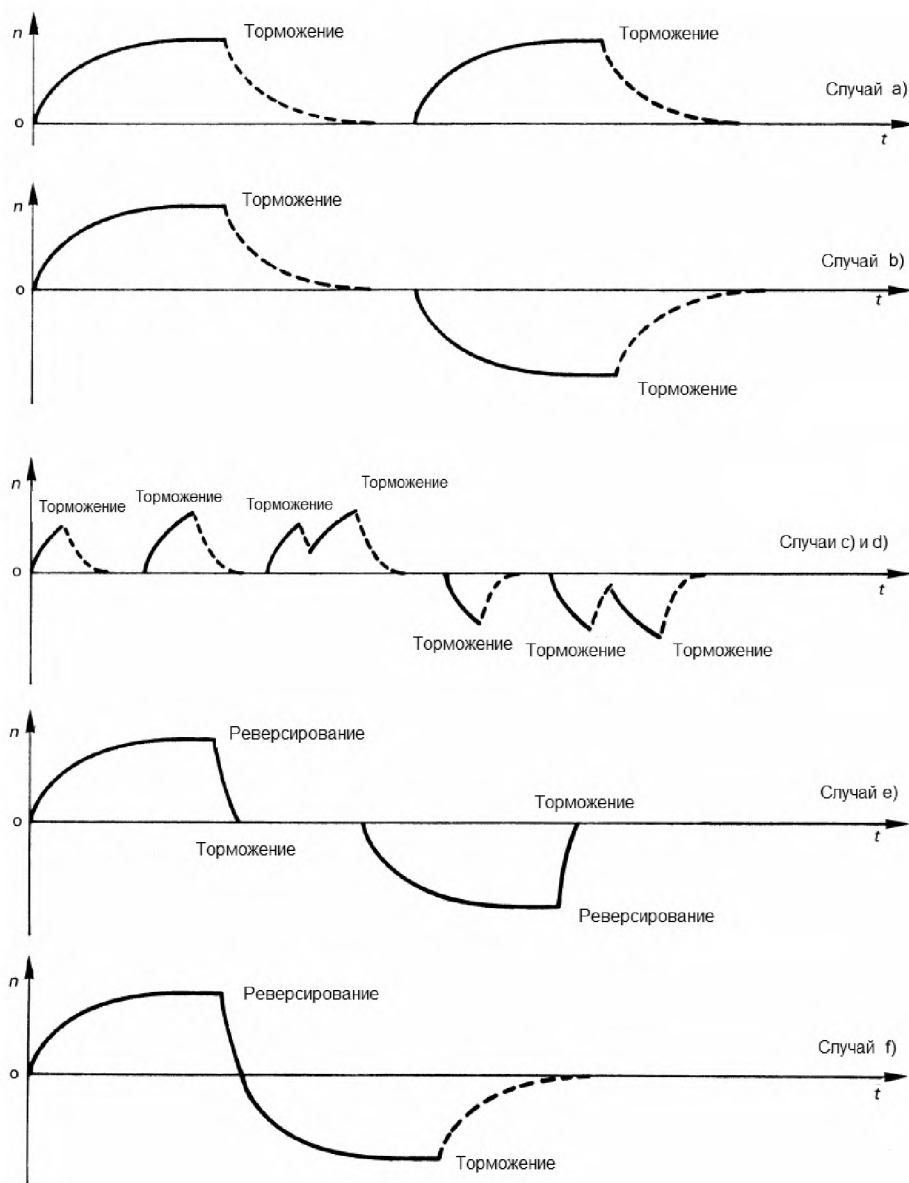 n
Торможение
Торможение
Случай a)
o
t
n
Торможение
Случай b)
o
t
Торможение
n
Торможение
Торможение
Торможение
Торможение
Случаи c) и d)
o
t
Торможение
Торможение
Торможение
n
Реверсирование
Случай e)
Торможение
o
t
Торможение
Реверсирование
n
Реверсирование
Случай f)
o
t
Торможение